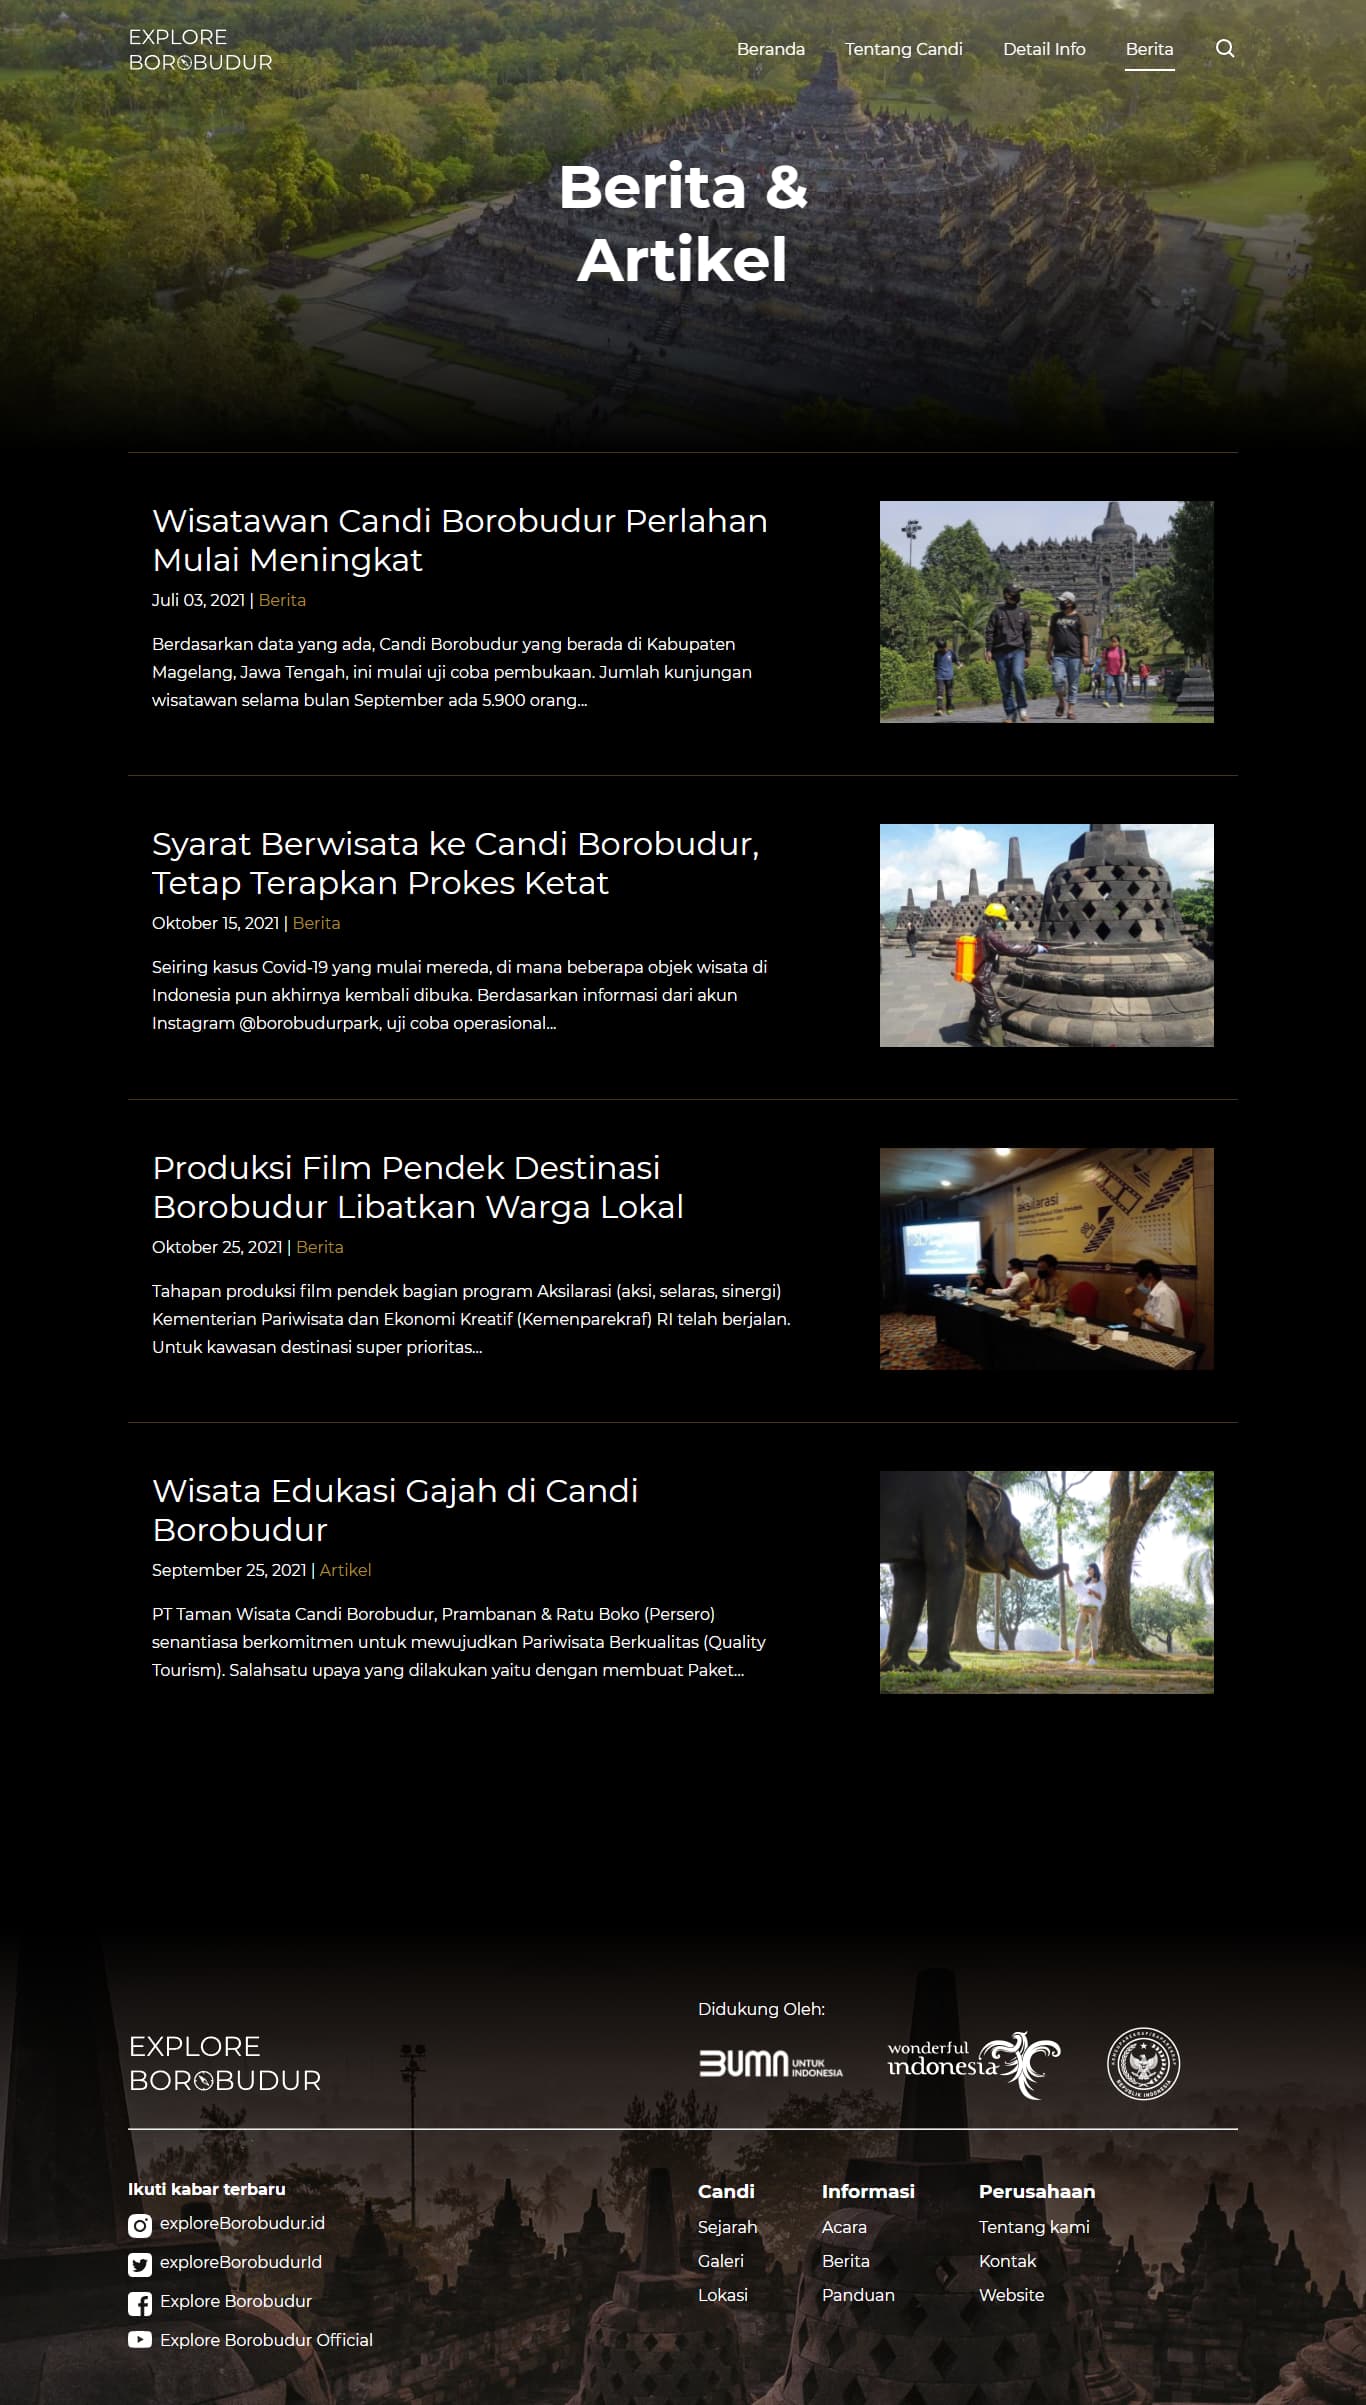 EXPLORE
BOROBUDUR
Beranda
Tentang Candi
Detail Info
Berita
Berita &
Artikel
Wisatawan Candi Borobudur Perlahan
Mulai Meningkat
Juli 03, 2021 | Berita
Berdasarkan data yang ada, Candi Borobudur yang berada di Kabupaten
Magelang, Jawa Tengah, ini mulai uji coba pembukaan. Jumlah kunjungan
wisatawan selama bulan September ada 5.900 orang...
Syarat Berwisata ke Candi Borobudur,
Tetap Terapkan Prokes Ketat
Oktober 15, 2021 | Berita
Seiring kasus Covid-19 yang mulai mereda, di mana beberapa objek wisata di
Indonesia pun akhirnya kembali dibuka. Berdasarkan informasi dari akun
Instagram @borobudurpark, uji coba operasional...
Produksi Film Pendek Destinasi
Borobudur Libatkan Warga Lokal
Oktober 25, 2021 | Berita
Tahapan produksi film pendek bagian program Aksilarasi (aksi, selaras, sinergi)
Kementerian Pariwisata dan Ekonomi Kreatif (Kemenparekraf) RI telah berjalan.
Untuk kawasan destinasi super prioritas...
aksilarasi
Wisata Edukasi Gajah di Candi
Borobudur
September 25, 2021 | Artikel
PT Taman Wisata Candi Borobudur, Prambanan & Ratu Boko (Persero)
senantiasa berkomitmen untuk mewujudkan Pariwisata Berkualitas (Quality
Tourism). Salahsatu upaya yang dilakukan yaitu dengan membuat Paket...
EXPLORE
BOROBUDUR
Didukung Oleh:
BUMN UNTUK
INDONESIA
wonderful
indonesia
REPUBLIK INDONESIA
Ikuti kabar terbaru
exploreBorobudur.id
exploreBorobudurId
Explore Borobudur
Explore Borobudur Official
Candi
Sejarah
Galeri
Lokasi
Informasi
Acara
Berita
Panduan
Perusahaan
Tentang kami
Kontak
Website